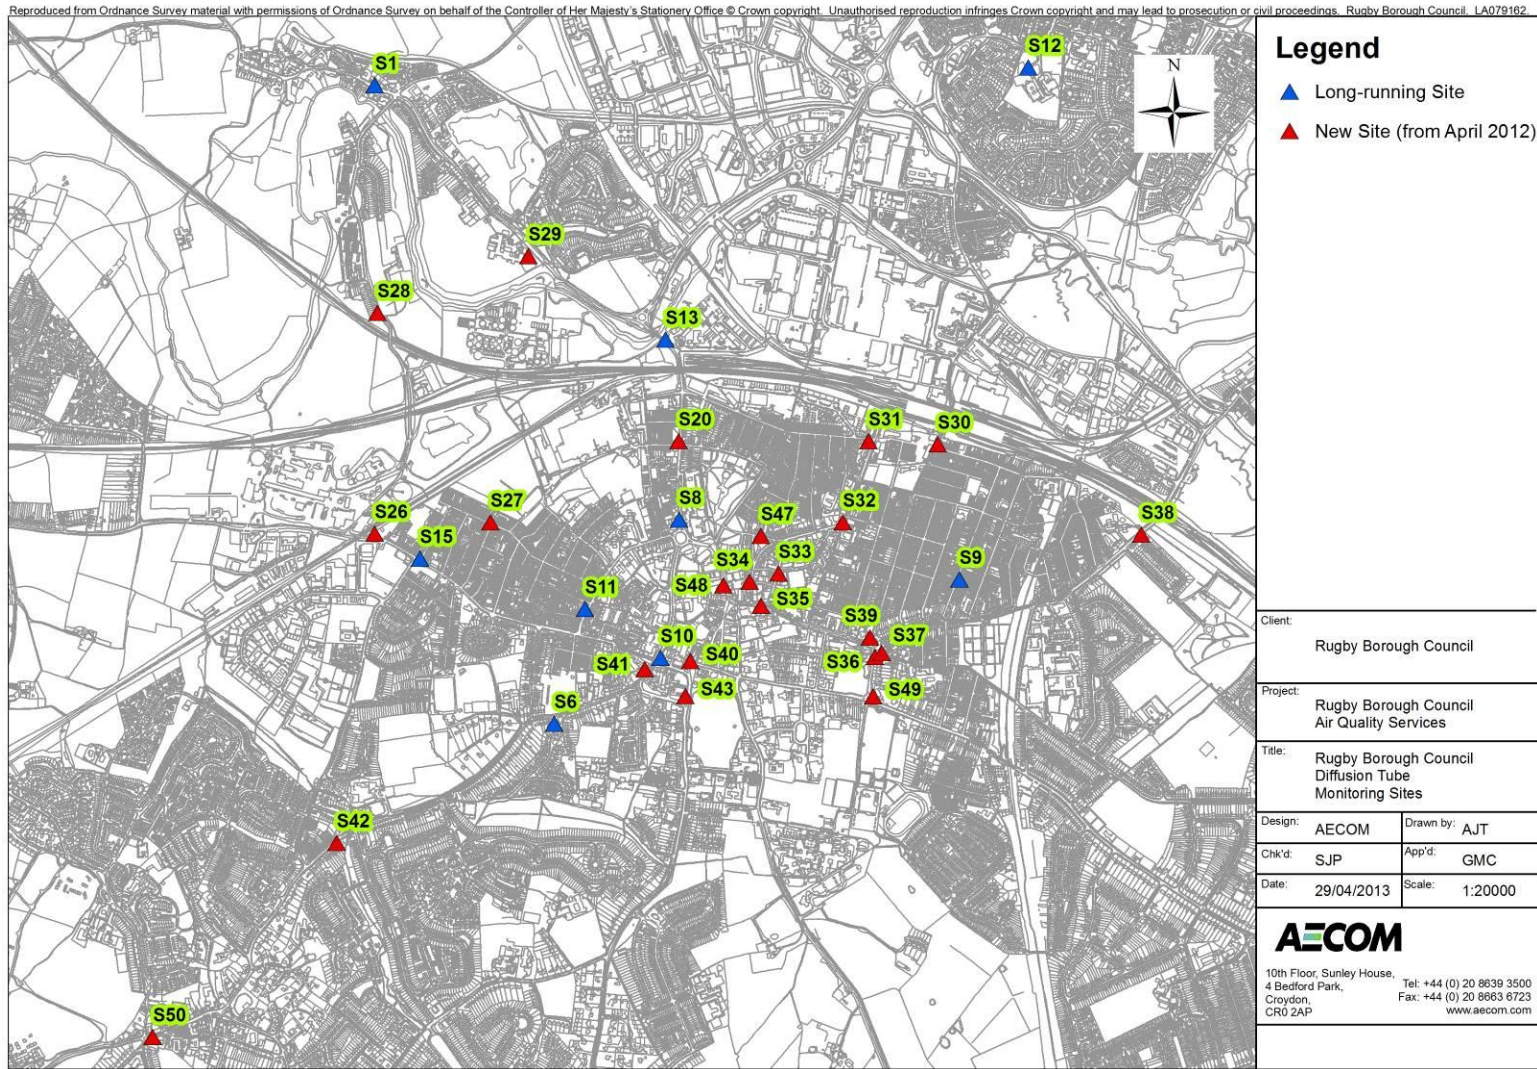 Reproduced from Ordnance Survey material with permissions of Ordnance Survey on behalf of the Controller of Her Majesty's Stationery Office © Crown copyright. Unauthorised reproduction infringes Crown copyright and may lead to prosecution or civil proceedings. Rugby Borough Council. LA079162.
S1
S12
N
S29
S28
S13
S20
S31
S30
S26
S27
S8
S47
S32
S38
S15
S34
S33
S9
S11
S48
S35
S10
S40
S39
S37
S41
S36
S6
S43
S49
S42
S50
Legend
Long-running Site
New Site (from April 2012)
Client:
Rugby Borough Council
Project:
Rugby Borough Council
Air Quality Services
Title:
Rugby Borough Council
Diffusion Tube
Monitoring Sites
Design: AECOM
Drawn by: AJT
Chk'd: SJP
App'd: GMC
Date: 29/04/2013
Scale: 1:20000
AECOM
10th Floor, Sunley House,
4 Bedford Park,
Croydon,
CR0 2AP
Tel: +44 (0) 20 8639 3500
Fax: +44 (0) 20 8663 6723
www.aecom.com